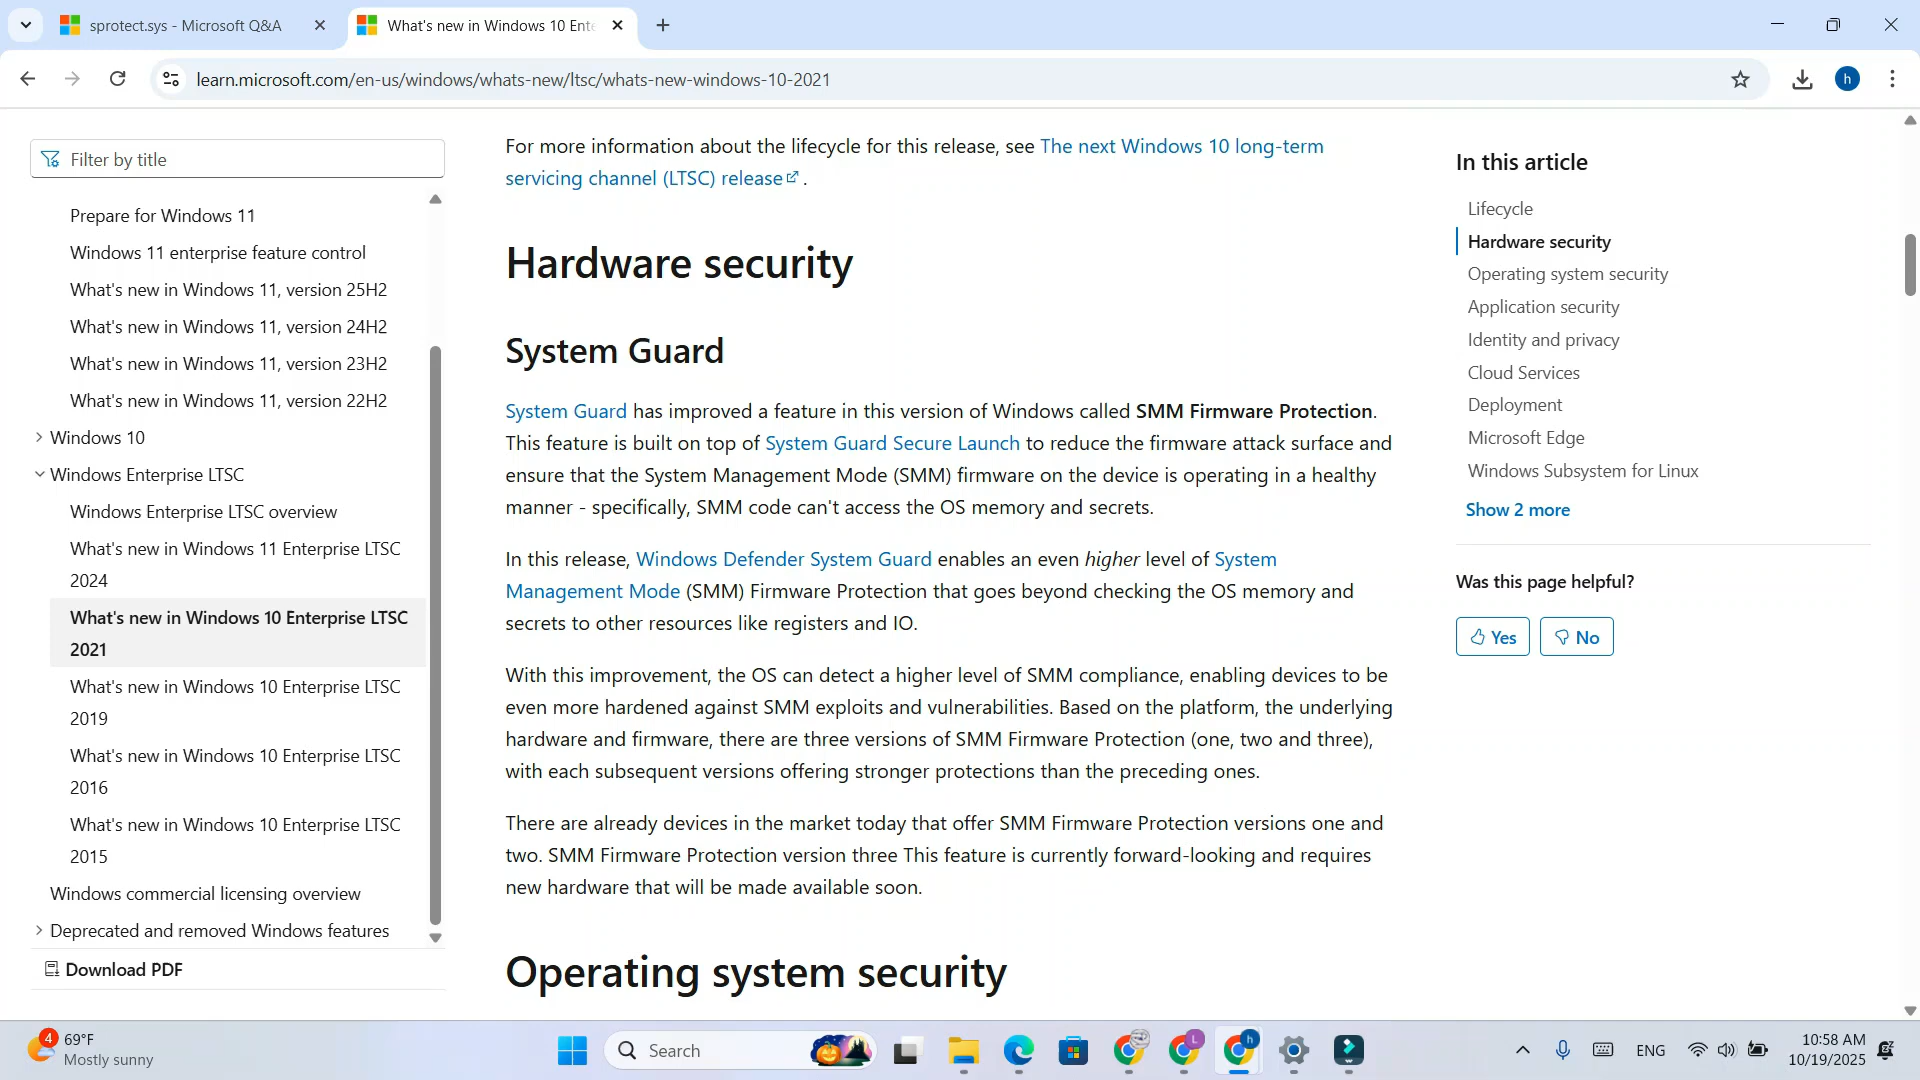 sprotect.sys - Microsoft Q&A
What's new in Windows 10 Ente
learn.microsoft.com/en-us/windows/whats-new/ltsc/whats-new-windows-10-2021
h
Filter by title
Prepare for Windows 11
Windows 11 enterprise feature control
What's new in Windows 11, version 25H2
What's new in Windows 11, version 24H2
What's new in Windows 11, version 23H2
What's new in Windows 11, version 22H2
Windows 10
Windows Enterprise LTSC
Windows Enterprise LTSC overview
What's new in Windows 11 Enterprise LTSC
2024
What's new in Windows 10 Enterprise LTSC
2021
What's new in Windows 10 Enterprise LTSC
2019
What's new in Windows 10 Enterprise LTSC
2016
What's new in Windows 10 Enterprise LTSC
2015
Windows commercial licensing overview
Deprecated and removed Windows features
Download PDF
For more information about the lifecycle for this release, see The next Windows 10 long-term
servicing channel (LTSC) release .
Hardware security
System Guard
System Guard has improved a feature in this version of Windows called SMM Firmware Protection.
This feature is built on top of System Guard Secure Launch to reduce the firmware attack surface and
ensure that the System Management Mode (SMM) firmware on the device is operating in a healthy
manner - specifically, SMM code can't access the OS memory and secrets.
In this release, Windows Defender System Guard enables an even higher level of System
Management Mode (SMM) Firmware Protection that goes beyond checking the OS memory and
secrets to other resources like registers and IO.
With this improvement, the OS can detect a higher level of SMM compliance, enabling devices to be
even more hardened against SMM exploits and vulnerabilities. Based on the platform, the underlying
hardware and firmware, there are three versions of SMM Firmware Protection (one, two and three),
with each subsequent versions offering stronger protections than the preceding ones.
There are already devices in the market today that offer SMM Firmware Protection versions one and
two. SMM Firmware Protection version three This feature is currently forward-looking and requires
new hardware that will be made available soon.
Operating system security
In this article
Lifecycle
Hardware security
Operating system security
Application security
Identity and privacy
Cloud Services
Deployment
Microsoft Edge
Windows Subsystem for Linux
Show 2 more
Was this page helpful?
Yes
No
4
69°F
Mostly sunny
Search
L
h
ENG
10:58 AM
10/19/2025